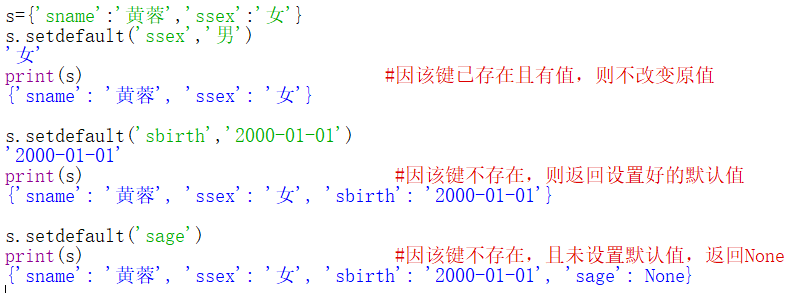 s={'sname':'黄蓉','ssex':'女'}
s.setdefault('ssex','男')
'女'
print(s) #因该键已存在且有值，则不改变原值
{'sname': '黄蓉', 'ssex': '女'}
s.setdefault('sbirth','2000-01-01')
'2000-01-01'
print(s) #因该键不存在，则返回设置好的默认值
{'sname': '黄蓉', 'ssex': '女', 'sbirth': '2000-01-01'}
s.setdefault('sage')
print(s) #因该键不存在，且未设置默认值，返回None
{'sname': '黄蓉', 'ssex': '女', 'sbirth': '2000-01-01', 'sage': None}